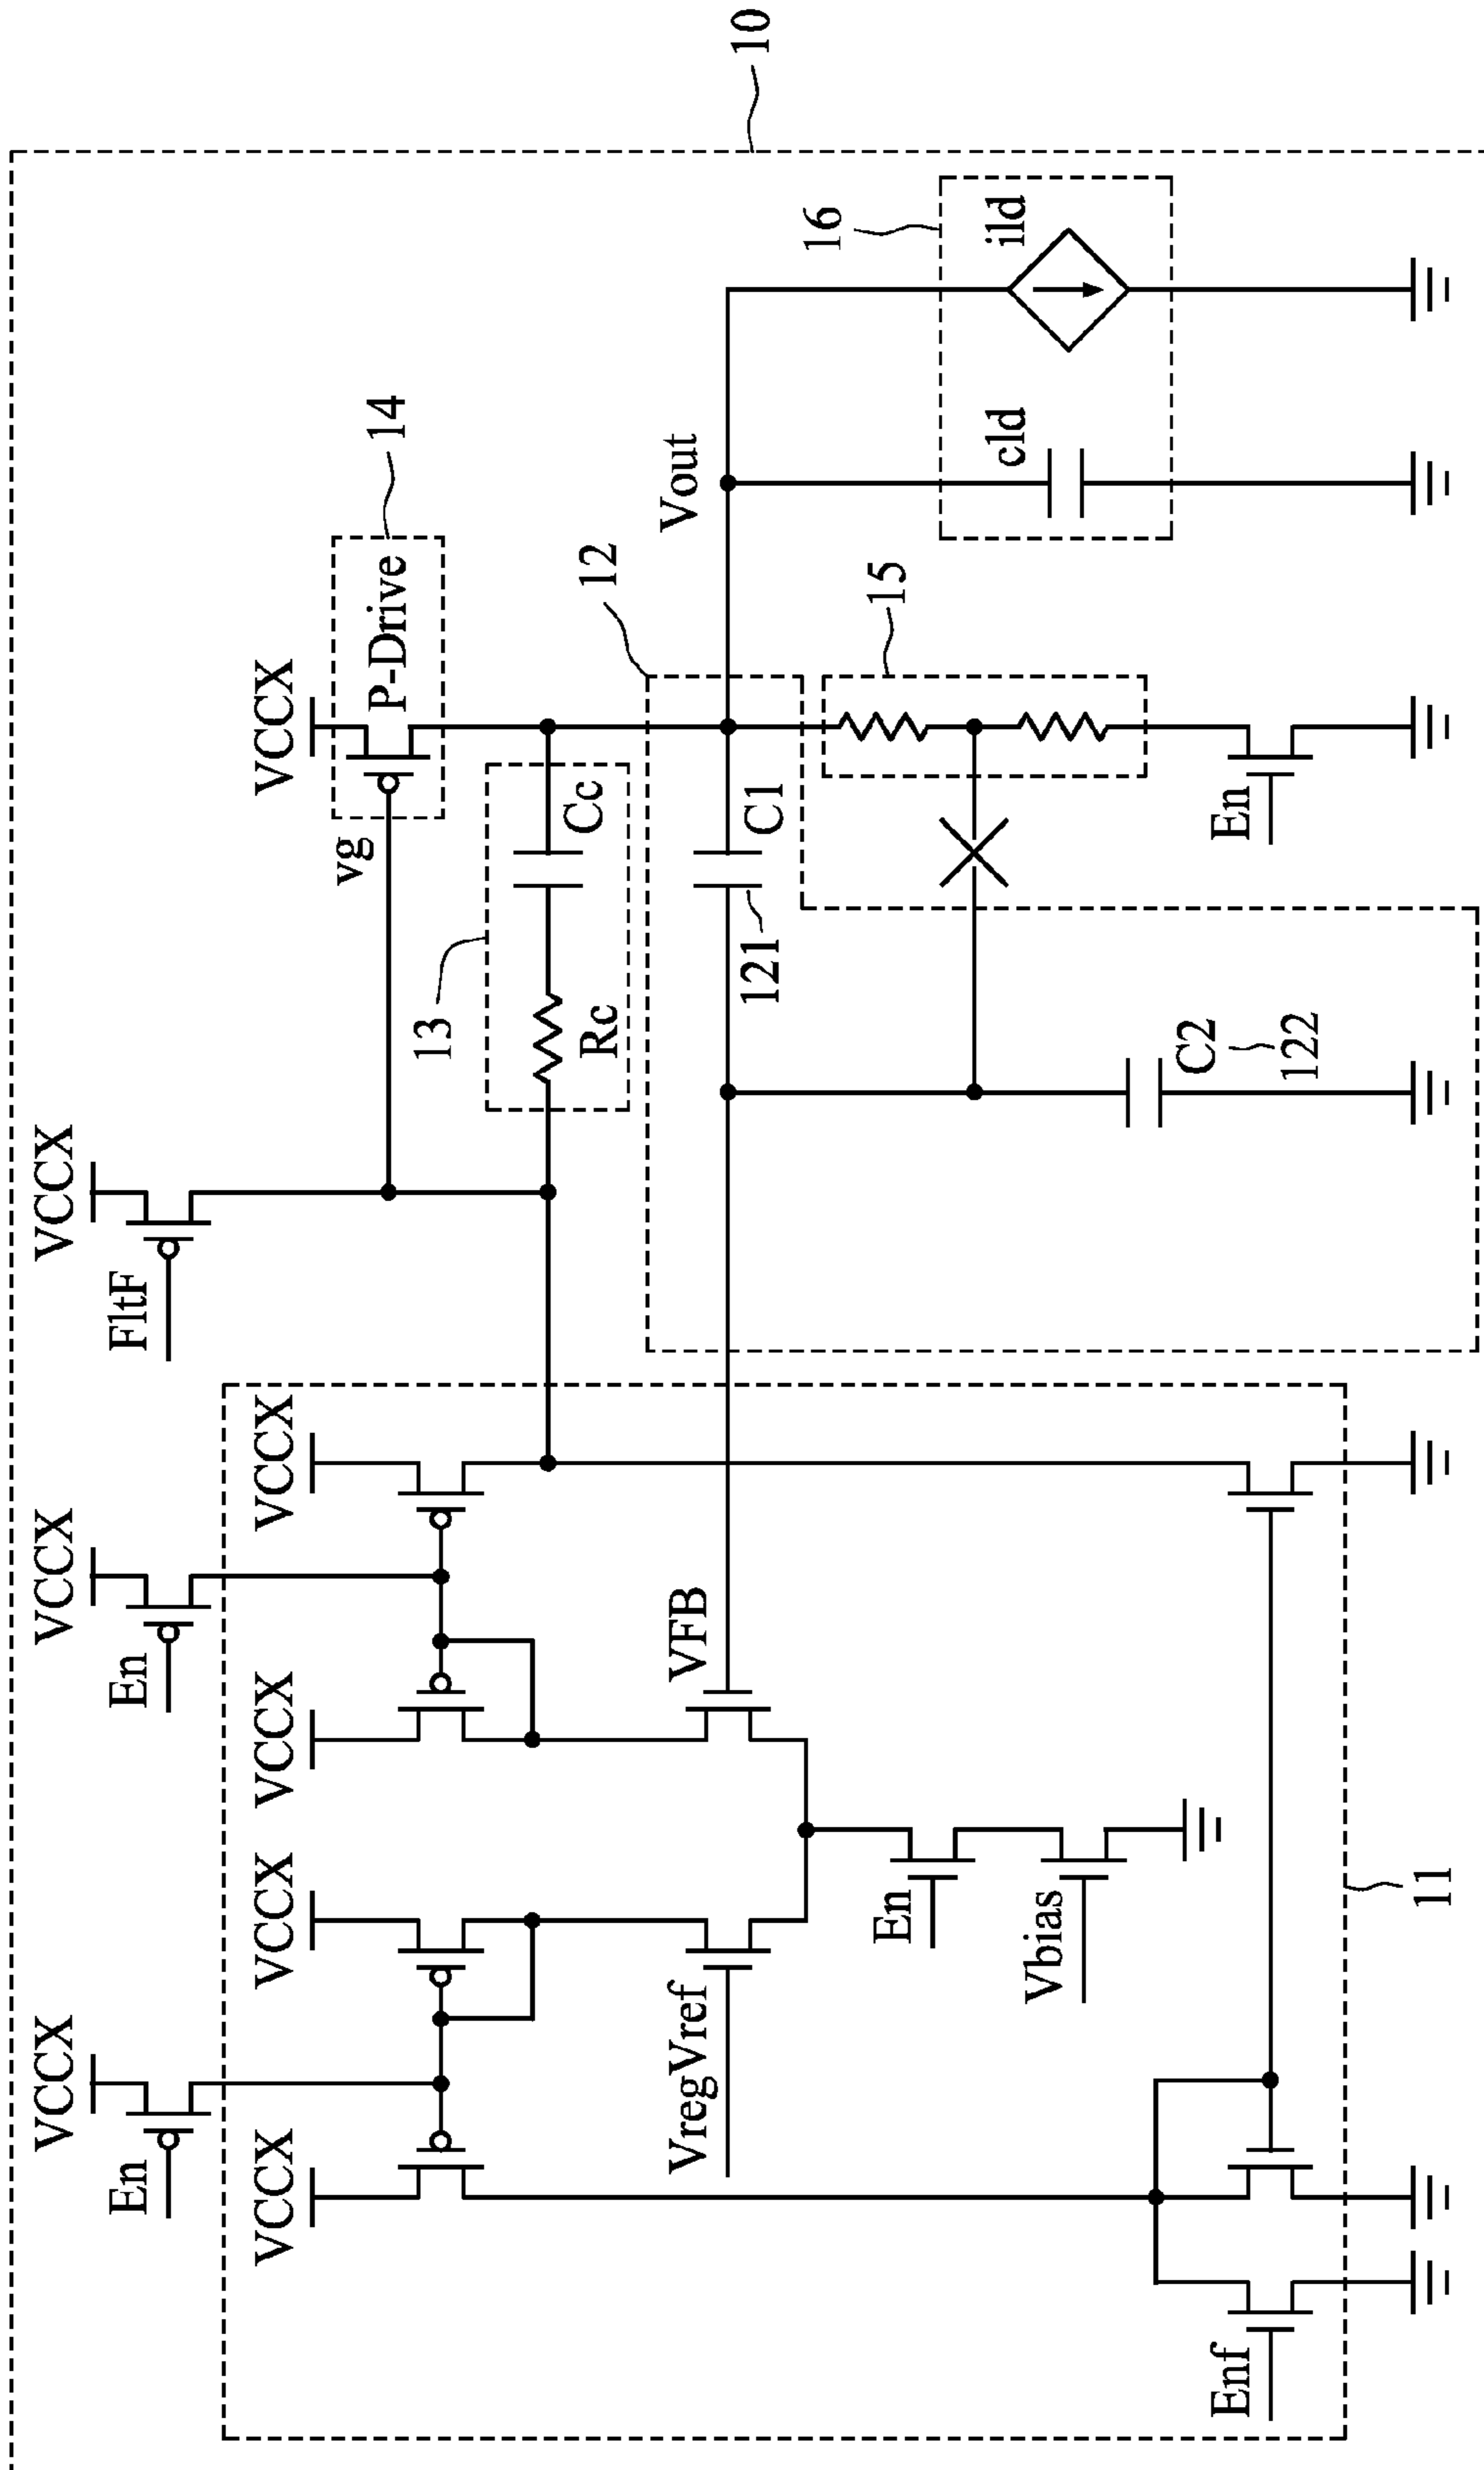 10
VCCX
VCCX
VCCX
VCCX
En
En
FltF
vg
P-Drive
14
VCCX
VCCX
VCCX
VCCX
13
Rc
Cc
12
Vout
16
cld
ild
VregVref
VFB
121
C1
15
En
Vbias
C2
122
En
Enf
11